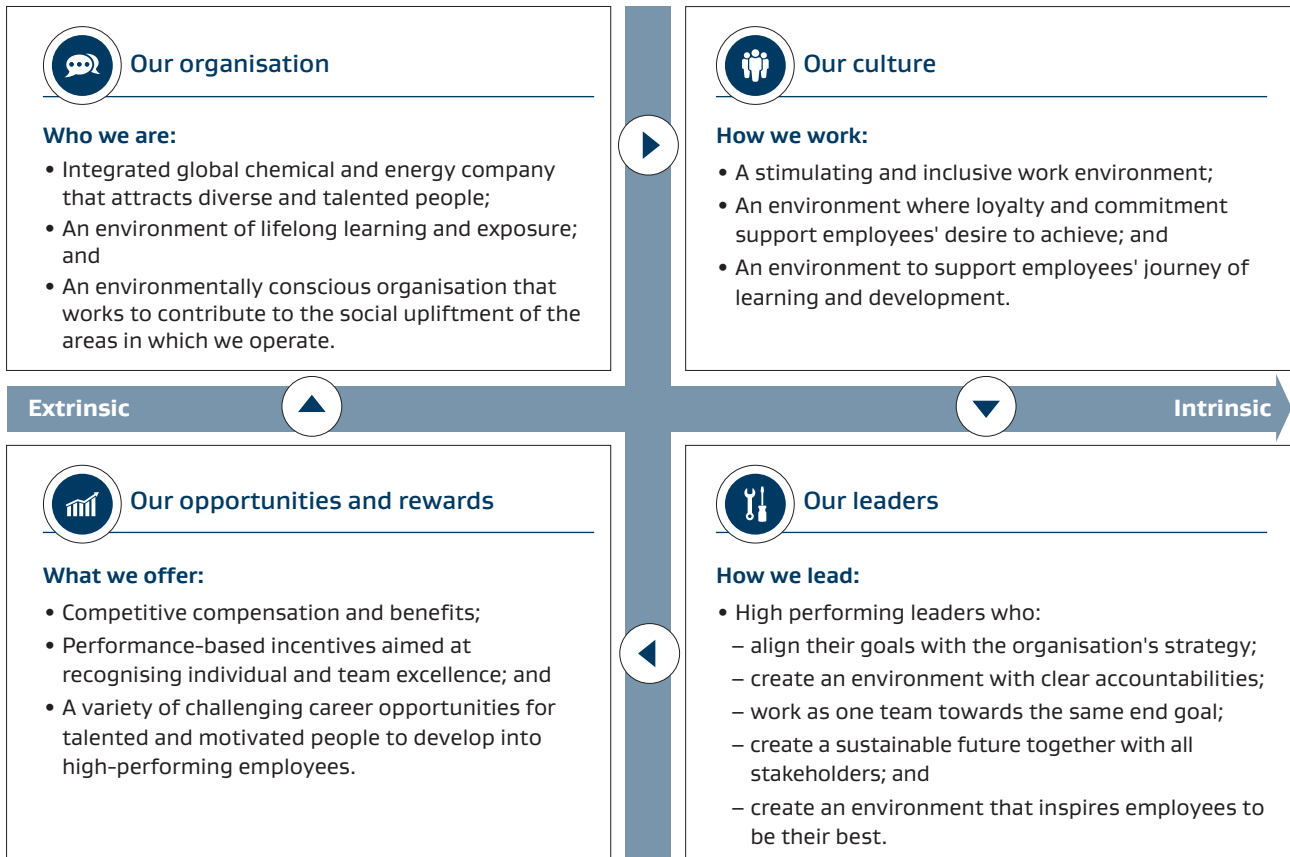 Our organisation
Who we are:
• Integrated global chemical and energy company
that attracts diverse and talented people;
• An environment of lifelong learning and exposure;
and
• An environmentally conscious organisation that
works to contribute to the social upliftment of the
areas in which we operate.
Our culture
How we work:
• A stimulating and inclusive work environment;
• An environment where loyalty and commitment
support employees' desire to achieve; and
• An environment to support employees' journey of
learning and development.
Extrinsic
Intrinsic
Our opportunities and rewards
What we offer:
• Competitive compensation and benefits;
• Performance-based incentives aimed at
recognising individual and team excellence; and
• A variety of challenging career opportunities for
talented and motivated people to develop into
high-performing employees.
Our leaders
How we lead:
• High performing leaders who:
– align their goals with the organisation's strategy;
– create an environment with clear accountabilities;
– work as one team towards the same end goal;
– create a sustainable future together with all
stakeholders; and
– create an environment that inspires employees to
be their best.